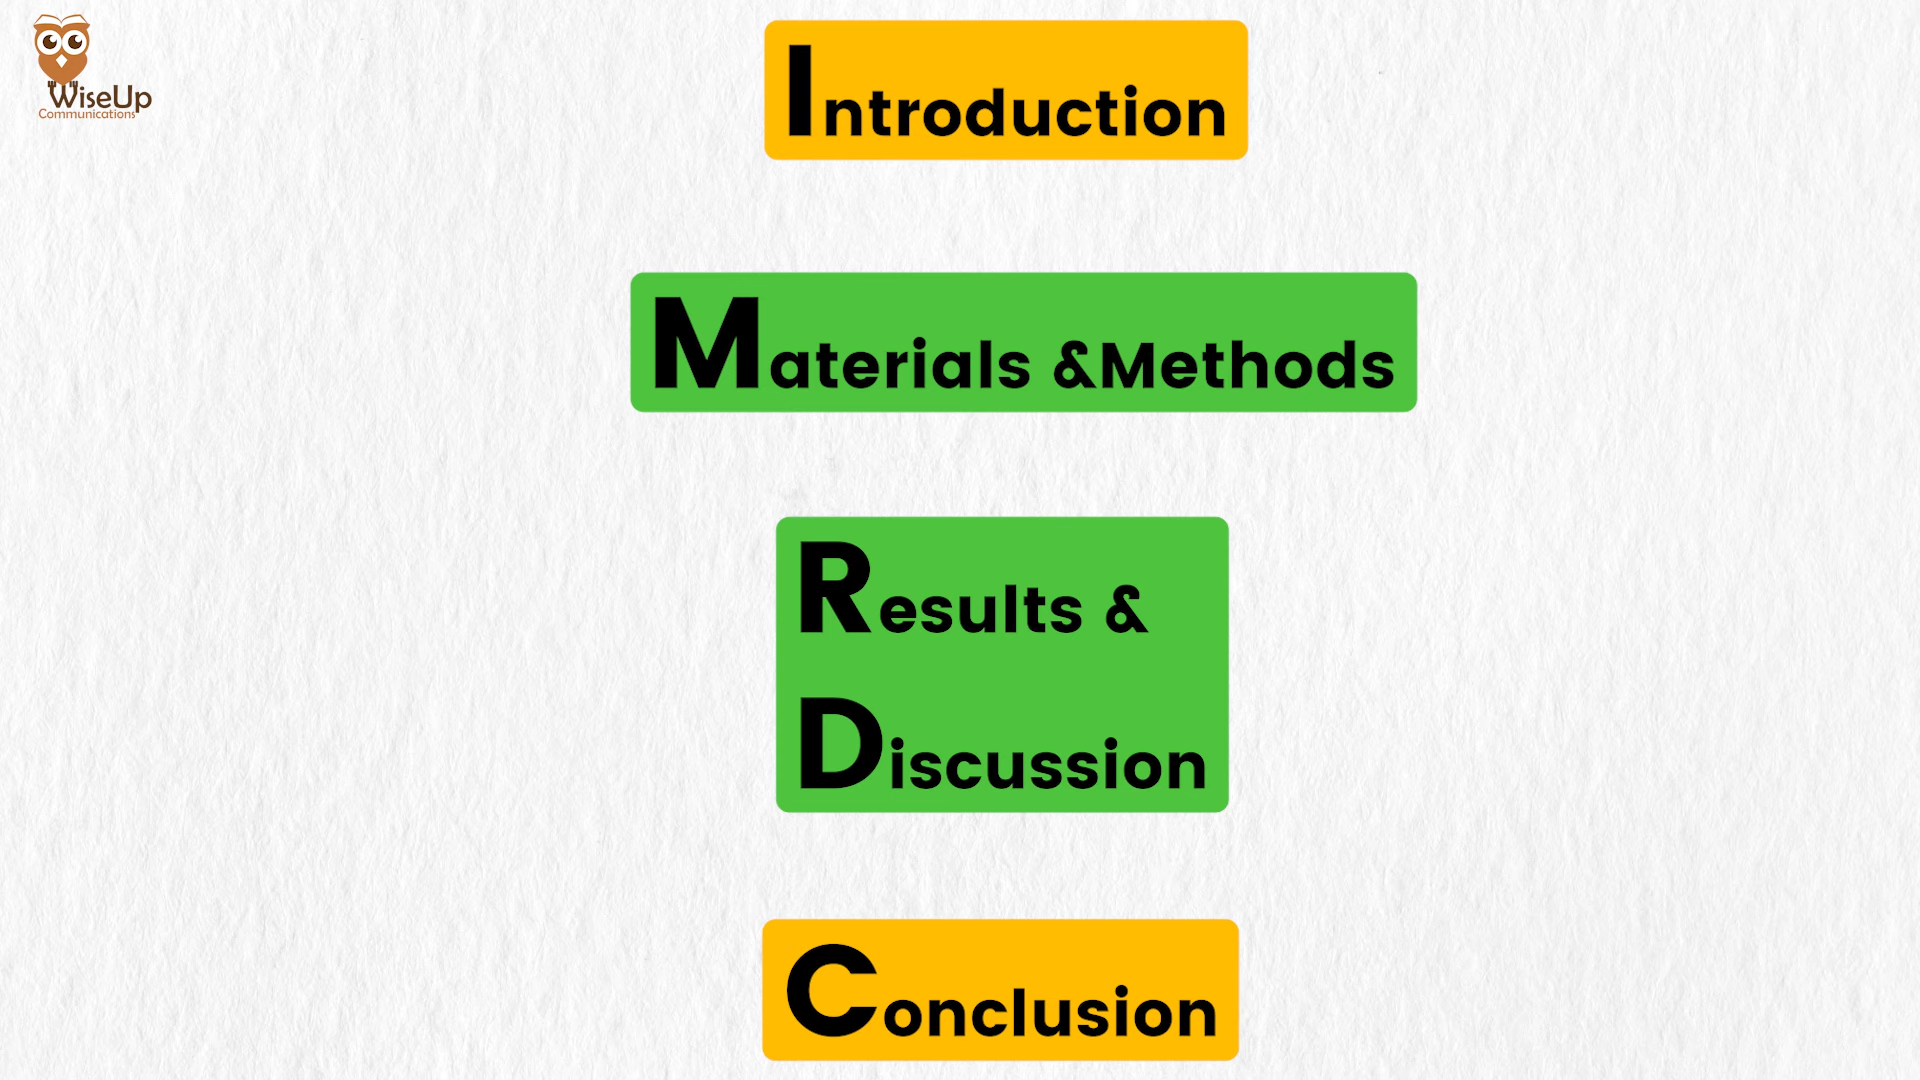 WiseUp
Communications
Introduction
Materials &Methods
Results &
Discussion
Conclusion